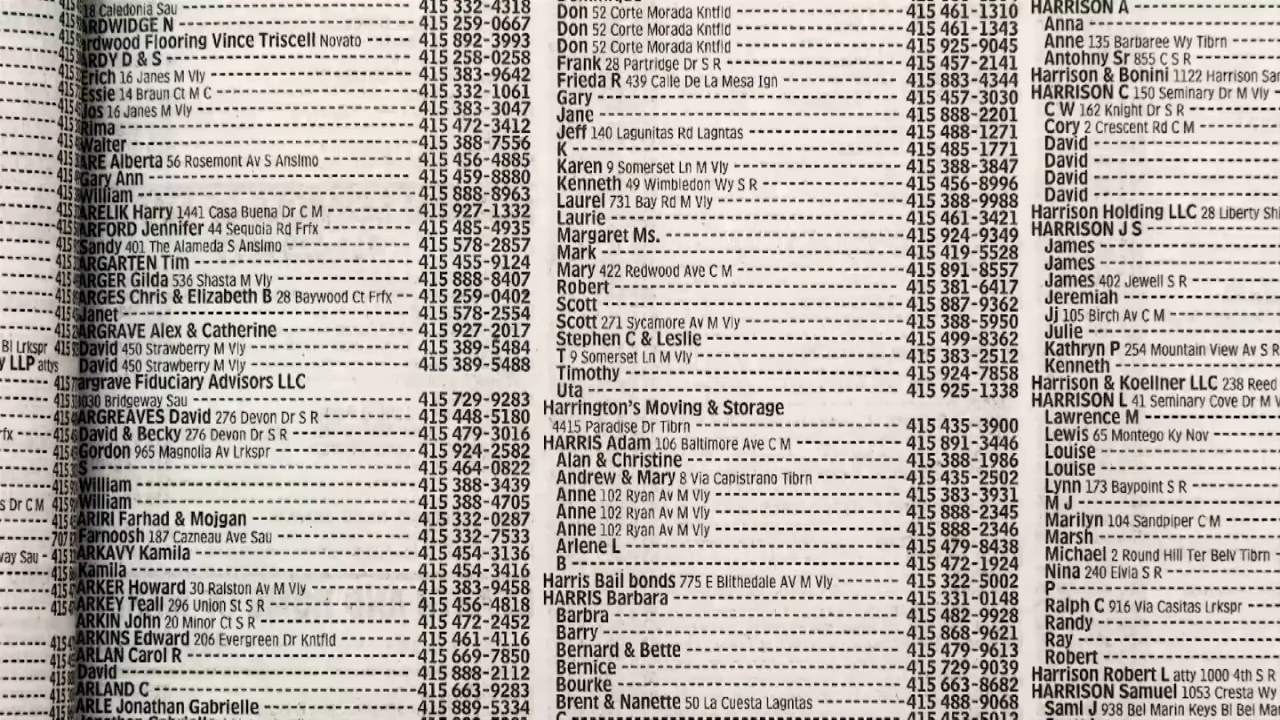 18 Caledonia Sau 415 332-4318
ARDWIDGE N 415 259-0667
ardwood Flooring Vince Triscell Novato 415 892-3993
ARDY D & S 415 258-0258
Erich 16 Janes M Vly 415 383-9642
Essie 14 Braun Ct M C 415 332-1061
Jos 16 Janes M Vly 415 383-3047
Rima 415 472-3412
Walter 415 388-7556
ARE Alberta 56 Rosemont Av S Anslmo 415 456-4885
Gary Ann 415 459-8880
William 415 888-8963
ARELIK Harry 1441 Casa Buena Dr C M 415 927-1332
ARFORD Jennifer 44 Sequoia Rd Frfx 415 485-4935
Sandy 401 The Alameda S Anslmo 415 578-2857
ARGARTEN Tim 415 455-9124
ARGER Gilda 536 Shasta M Vly 415 888-8407
ARGES Chris & Elizabeth B 28 Baywood Ct Frfx 415 259-0402
Janet 415 578-2554
ARGRAVE Alex & Catherine 415 927-2017
David 450 Strawberry M Vly 415 389-5484
David 450 Strawberry M Vly 415 389-5488
argrave Fiduciary Advisors LLC
3030 Bridgeway Sau 415 729-9283
ARGREAVES David 276 Devon Dr S R 415 448-5180
David & Becky 276 Devon Dr S R 415 479-3016
Gordon 965 Magnolia Av Lrkspr 415 924-2582
S 415 464-0822
William 415 388-3439
William 415 388-4705
ARIRI Farhad & Mojgan 415 332-0287
Farnoosh 187 Cazneau Ave Sau 415 332-7533
ARKAVY Kamila 415 454-3136
Kamila 415 454-3416
ARKER Howard 30 Ralston Av M Vly 415 383-9458
ARKEY Teall 296 Union St S R 415 456-4818
ARKIN John 20 Minor Ct S R 415 472-2452
ARKINS Edward 206 Evergreen Dr Kntfld 415 461-4116
ARLAN Carol R 415 669-7850
David 415 888-2112
ARLAND C 415 663-9283
ARLE Jonathan Gabrielle 415 889-5334
Don 52 Corte Morada Kntfld 415 461-1310
Don 52 Corte Morada Kntfld 415 461-1343
Don 52 Corte Morada Kntfld 415 925-9045
Frank 28 Partridge Dr S R 415 457-2141
Frieda R 439 Calle De La Mesa Ign 415 883-4344
Gary 415 457-3030
Jane 415 888-2201
Jeff 140 Lagunitas Rd Lagntas 415 488-1271
K 415 485-1771
Karen 9 Somerset Ln M Vly 415 388-3847
Kenneth 49 Wimbledon Wy S R 415 456-8996
Laurel 731 Bay Rd M Vly 415 388-9988
Laurie 415 461-3421
Margaret Ms. 415 924-9349
Mark 415 419-5528
Mary 422 Redwood Ave C M 415 891-8557
Robert 415 381-6417
Scott 415 887-9362
Scott 271 Sycamore Av M Vly 415 388-5950
Stephen C & Leslie 415 499-8362
T 9 Somerset Ln M Vly 415 383-2512
Timothy 415 924-7858
Uta 415 925-1338
Harrington's Moving & Storage
4415 Paradise Dr Tibrn 415 435-3900
HARRIS Adam 106 Baltimore Ave C M 415 891-3446
Alan & Christine 415 388-1986
Andrew & Mary 8 Via Capistrano Tibrn 415 435-2502
Anne 102 Ryan Av M Vly 415 383-3931
Anne 102 Ryan Av M Vly 415 888-2345
Anne 102 Ryan Av M Vly 415 888-2346
Arlene L 415 479-8438
B 415 472-1924
Harris Bail bonds 775 E Blithedale AV M Vly 415 322-5002
HARRIS Barbara 415 331-0148
Barbra 415 482-9928
Barry 415 868-9621
Bernard & Bette 415 479-9613
Bernice 415 729-9039
Bourke 415 663-8682
Brent & Nanette 50 La Cuesta Lagntas 415 488-9068
HARRISON A
Anna
Anne 135 Barbaree Wy Tibrn
Antohny Sr 855 C S R
Harrison & Bonini 1122 Harrison San
HARRISON C 150 Seminary Dr M Vly
C W 162 Knight Dr S R
Cory 2 Crescent Rd C M
David
David
David
David
Harrison Holding LLC 28 Liberty Sh
HARRISON J S
James
James
James 402 Jewell S R
Jeremiah
Jj 105 Birch Av C M
Julie
Kathryn P 254 Mountain View Av S R
Kenneth
Harrison & Koellner LLC 238 Reed
HARRISON L 41 Seminary Cove Dr M V
Lawrence M
Lewis 65 Montego Ky Nov
Louise
Louise
Lynn 173 Baypoint S R
M J
Marilyn 104 Sandpiper C M
Marsh
Michael 2 Round Hill Ter Belv Tibrn
Nina 240 Elvia S R
P
Ralph C 916 Via Casitas Lrkspr
Randy
Ray
Robert
Harrison Robert L atty 1000 4th S R
HARRISON Samuel 1053 Cresta Wy
Saml J 938 Bel Marin Keys Bl Bel Ma